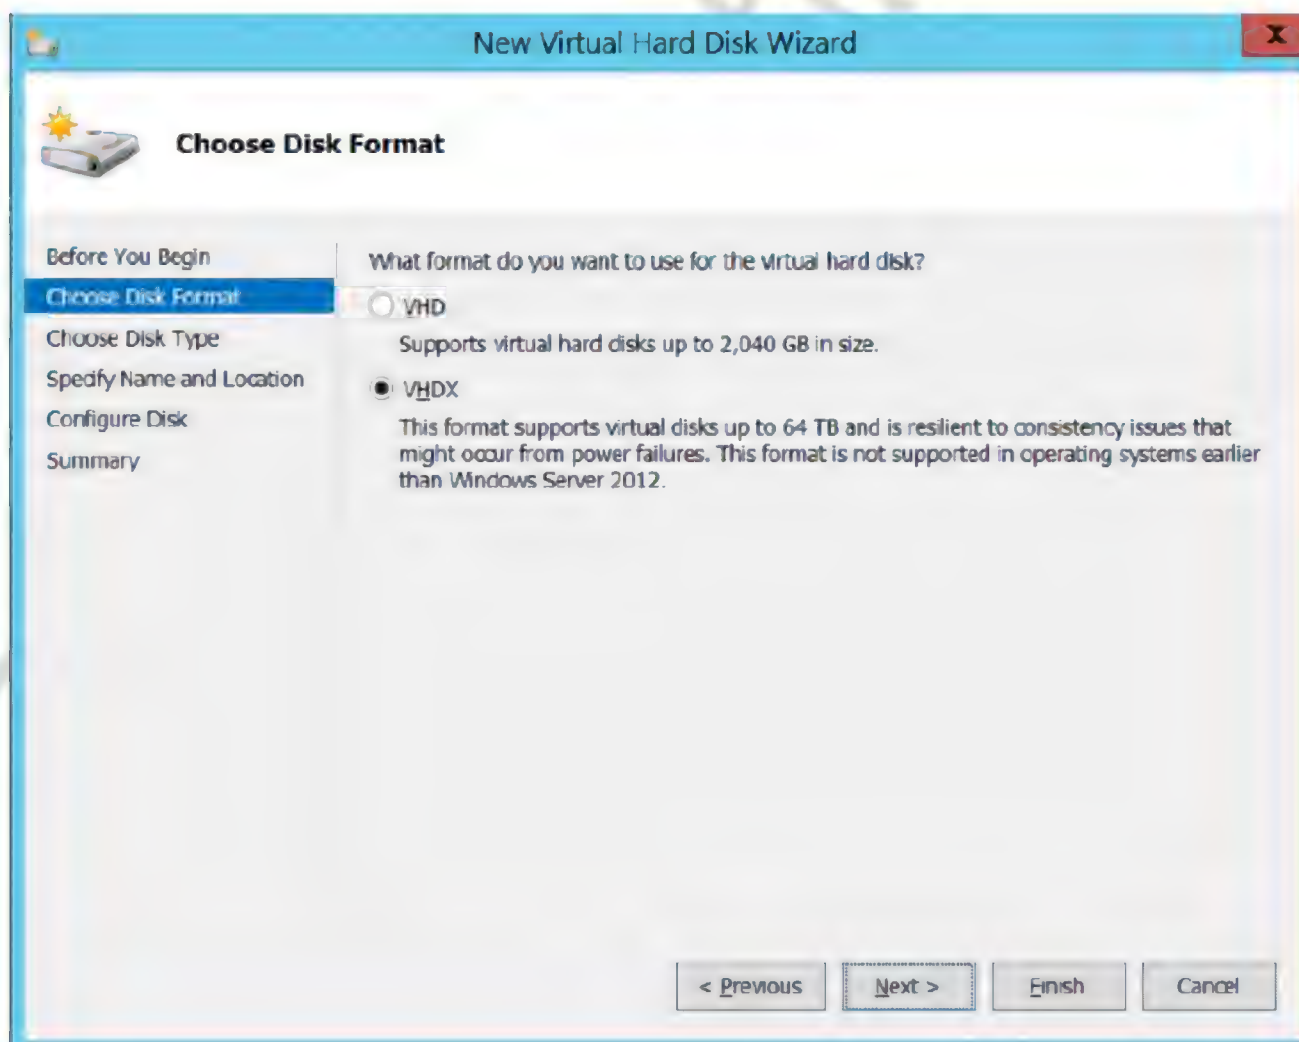 New Virtual Hard Disk Wizard
Choose Disk Format
Before You Begin
Choose Disk Format
Choose Disk Type
Specify Name and Location
Configure Disk
Summary
What format do you want to use for the virtual hard disk?
VHD
Supports virtual hard disks up to 2,040 GB in size.
VHDX
This format supports virtual disks up to 64 TB and is resilient to consistency issues that
might occur from power failures. This format is not supported in operating systems earlier
than Windows Server 2012.
< Previous
Next >
Finish
Cancel